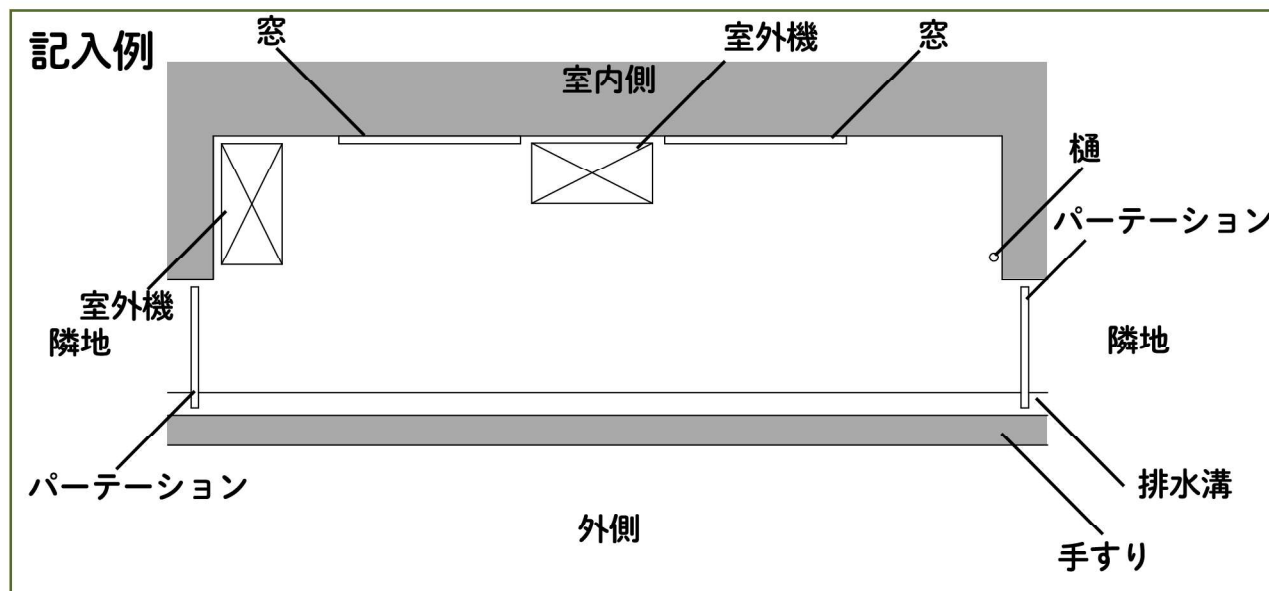 記入例
窓
室外機
窓
室内側
樋
パーテーション
室外機
隣地
隣地
パーテーション
排水溝
外側
手すり